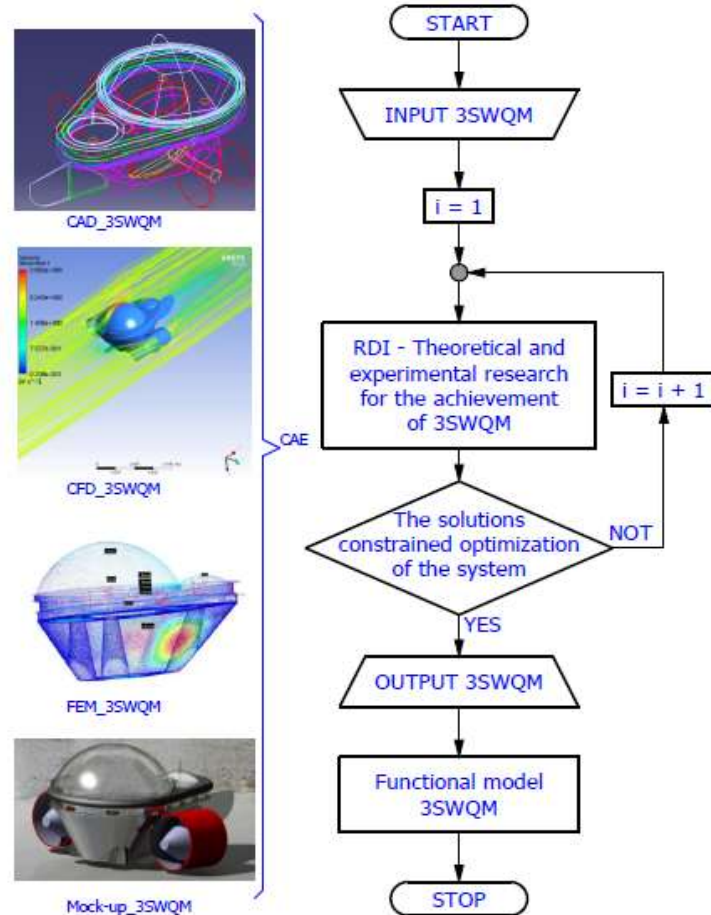 CAD_3SWQM
CFD_3SWQM
FEM_3SWQM
Mock-up_3SWQM
CAE
START
INPUT 3SWQM
i = 1
RDI - Theoretical and
experimental research
for the achievement
of 3SWQM
i = i + 1
The solutions
constrained optimization
of the system
NOT
YES
OUTPUT 3SWQM
Functional model
3SWQM
STOP